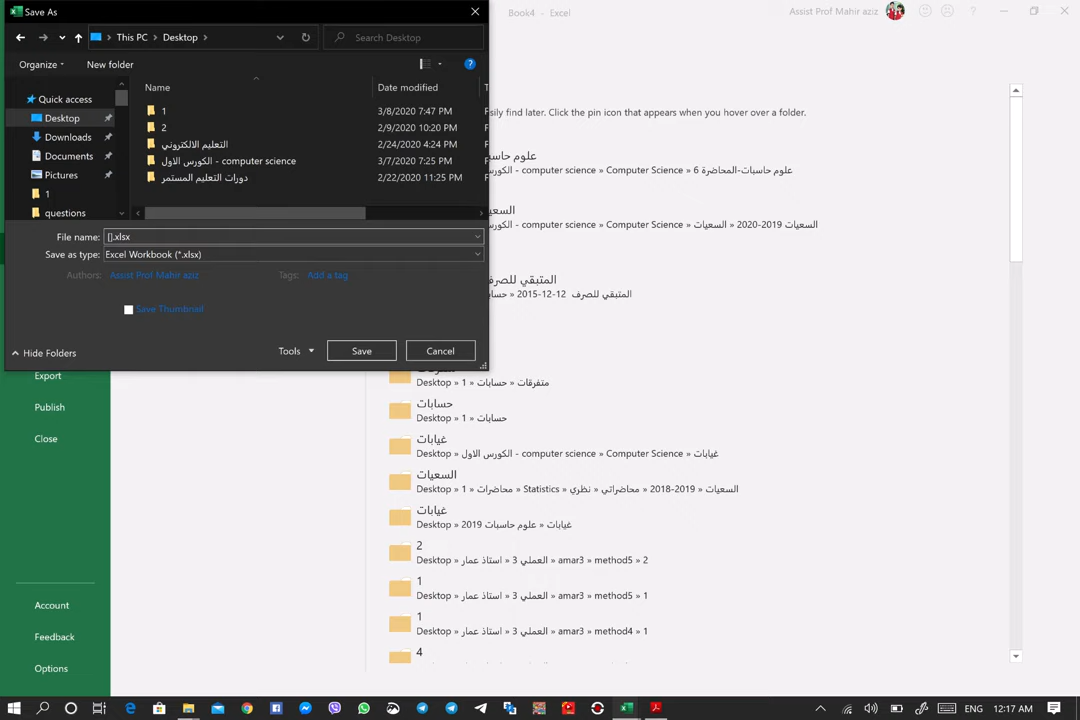 Save As
Book4 - Excel
Assist Prof Mahir aziz
This PC › Desktop ›
Search Desktop
Organize
New folder
Name
Date modified
Quick access
Desktop
Downloads
Documents
Pictures
1
questions
1 3/8/2020 7:47 PM
2 2/9/2020 10:20 PM
التعليم الالكتروني 2/24/2020 4:24 PM
الكورس الاول - computer science 3/7/2020 7:25 PM
دورات التعليم المستمر 2/22/2020 11:25 PM
File name: [].xlsx
Save as type: Excel Workbook (*.xlsx)
Authors: Assist Prof Mahir aziz
Tags: Add a tag
Save Thumbnail
Hide Folders
Tools
Save
Cancel
Export
Publish
Close
Account
Feedback
Options
easily find later. Click the pin icon that appears when you hover over a folder.
computer science » Computer Science » علوم حاسبات-المحاضرة 6
السعيات
computer science » Computer Science » السعيات » السعيات 2019-2020
المتبقي للصرف
حسابات » المتبقي للصرف 12-12-2015
Desktop » 1 » حسابات » متفرقات
حسابات
Desktop » 1 » حسابات
غيابات
Desktop » الكورس الاول - computer science » Computer Science » غيابات
السعيات
Desktop » 1 » محاضرات » Statistics » نظري » محاضراتي » السعيات » 2018-2019
غيابات
Desktop » علوم حاسبات 2019 » غيابات
2
Desktop » استاذ عمار » العملي 3 » amar3 » method5 » 2
1
Desktop » استاذ عمار » العملي 3 » amar3 » method5 » 1
1
Desktop » استاذ عمار » العملي 3 » amar3 » method4 » 1
4
ENG
12:17 AM